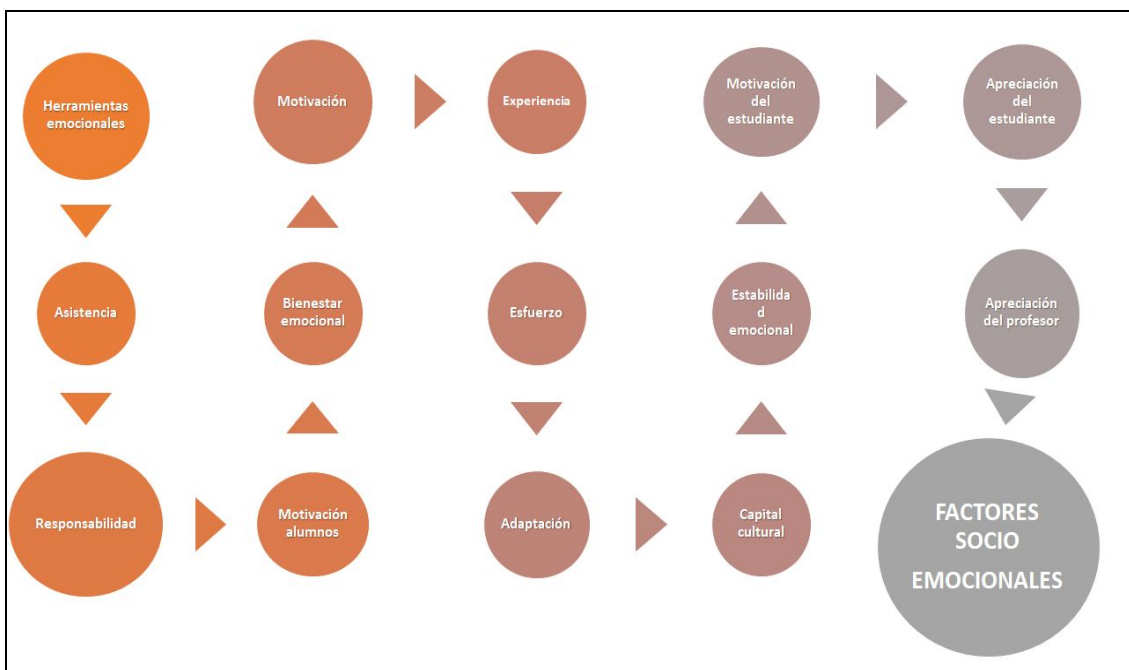 Herramientas
emocionales
Asistencia
Responsabilidad
Motivación
alumnos
Bienestar
emocional
Motivación
Experiencia
Esfuerzo
Adaptación
Capital
cultural
Estabilida
d
emocional
Motivación
del
estudiante
Apreciación
del
estudiante
Apreciación
del profesor
FACTORES
SOCIO
EMOCIONALES